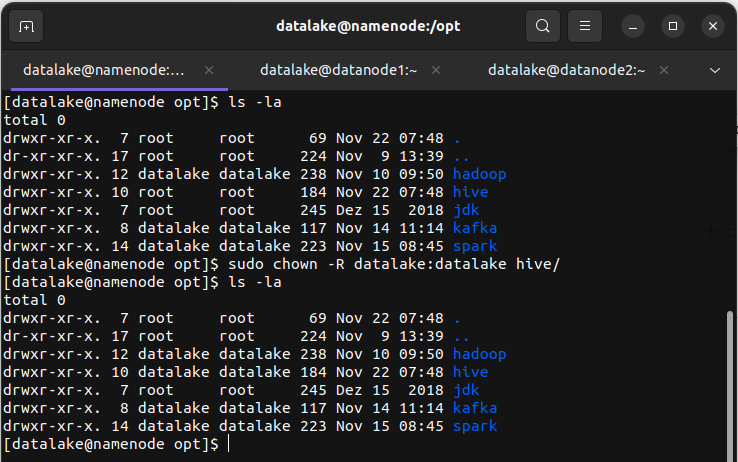 datalake@namenode:/opt
datalake@namenode:... × datalake@datanode1:~ × datalake@datanode2:~ ×
[datalake@namenode opt]$ ls -la
total 0
drwxr-xr-x.  7 root     root      69 Nov 22 07:48 .
dr-xr-xr-x. 17 root     root     224 Nov  9 13:39 ..
drwxr-xr-x. 12 datalake datalake 238 Nov 10 09:50 hadoop
drwxr-xr-x. 10 root     root     184 Nov 22 07:48 hive
drwxr-xr-x.  7 root     root     245 Dez 15  2018 jdk
drwxr-xr-x.  8 datalake datalake 117 Nov 14 11:14 kafka
drwxr-xr-x. 14 datalake datalake 223 Nov 15 08:45 spark
[datalake@namenode opt]$ sudo chown -R datalake:datalake hive/
[datalake@namenode opt]$ ls -la
total 0
drwxr-xr-x.  7 root     root      69 Nov 22 07:48 .
dr-xr-xr-x. 17 root     root     224 Nov  9 13:39 ..
drwxr-xr-x. 12 datalake datalake 238 Nov 10 09:50 hadoop
drwxr-xr-x. 10 datalake datalake 184 Nov 22 07:48 hive
drwxr-xr-x.  7 root     root     245 Dez 15  2018 jdk
drwxr-xr-x.  8 datalake datalake 117 Nov 14 11:14 kafka
drwxr-xr-x. 14 datalake datalake 223 Nov 15 08:45 spark
[datalake@namenode opt]$